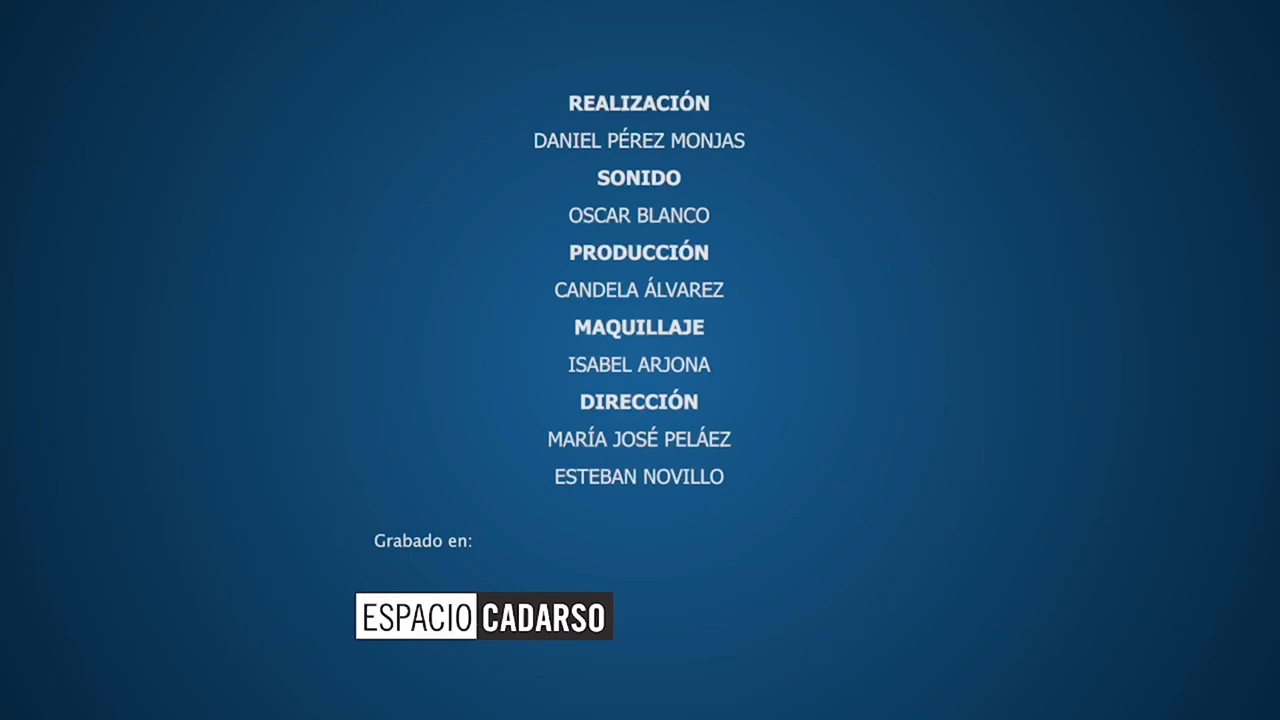 REALIZACIÓN
DANIEL PÉREZ MONJAS
SONIDO
OSCAR BLANCO
PRODUCCIÓN
CANDELA ÁLVAREZ
MAQUILLAJE
ISABEL ARJONA
DIRECCIÓN
MARÍA JOSÉ PELÁEZ
ESTEBAN NOVILLO
Grabado en:
ESPACIO CADARSO